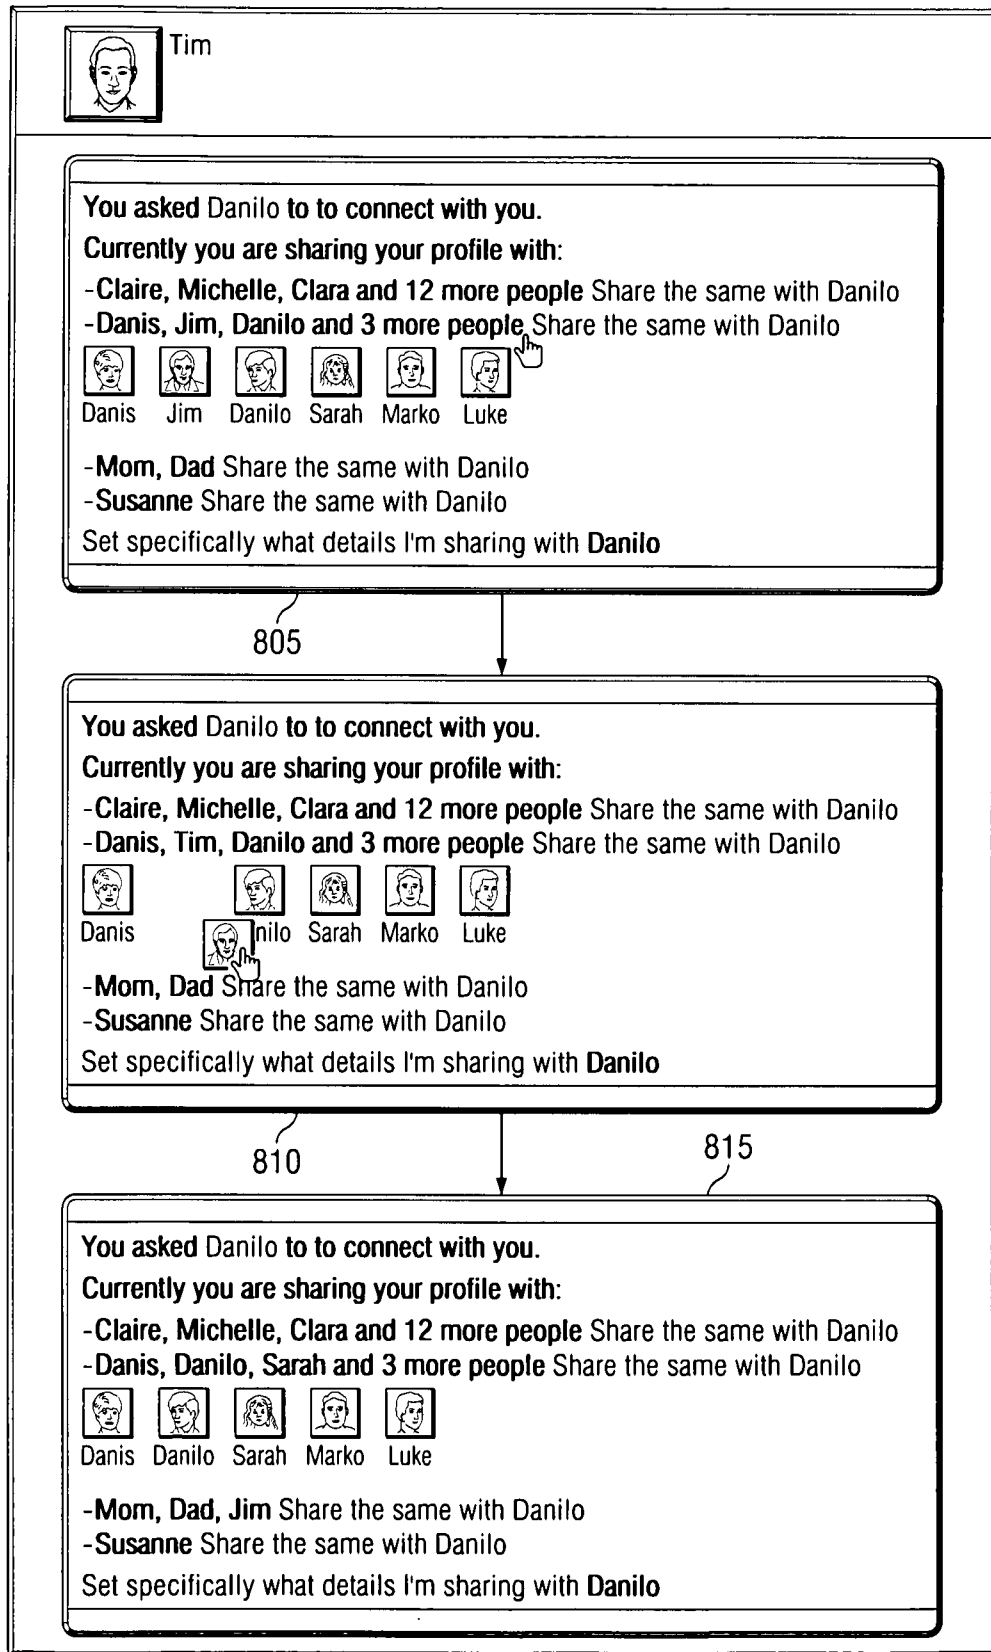 Tim
You asked Danilo to to connect with you.
Currently you are sharing your profile with:
-Claire, Michelle, Clara and 12 more people Share the same with Danilo
-Danis, Jim, Danilo and 3 more people Share the same with Danilo
Danis Jim Danilo Sarah Marko Luke
-Mom, Dad Share the same with Danilo
-Susanne Share the same with Danilo
Set specifically what details I'm sharing with Danilo
805
You asked Danilo to to connect with you.
Currently you are sharing your profile with:
-Claire, Michelle, Clara and 12 more people Share the same with Danilo
-Danis, Tim, Danilo and 3 more people Share the same with Danilo
Danis nilo Sarah Marko Luke
-Mom, Dad Share the same with Danilo
-Susanne Share the same with Danilo
Set specifically what details I'm sharing with Danilo
810
815
You asked Danilo to to connect with you.
Currently you are sharing your profile with:
-Claire, Michelle, Clara and 12 more people Share the same with Danilo
-Danis, Danilo, Sarah and 3 more people Share the same with Danilo
Danis Danilo Sarah Marko Luke
-Mom, Dad, Jim Share the same with Danilo
-Susanne Share the same with Danilo
Set specifically what details I'm sharing with Danilo